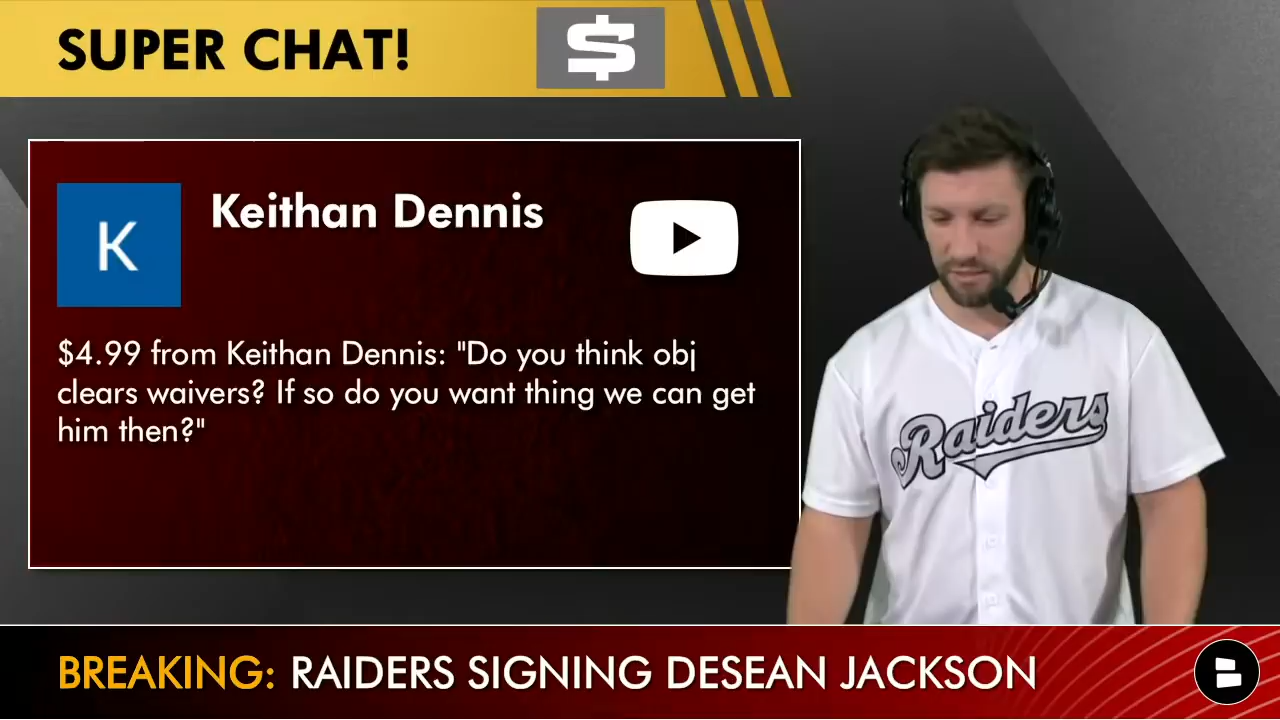 SUPER CHAT!
$
K
Keithan Dennis
$4.99 from Keithan Dennis: "Do you think obj
clears waivers? If so do you want thing we can get
him then?"
Raiders
BREAKING: RAIDERS SIGNING DESEAN JACKSON